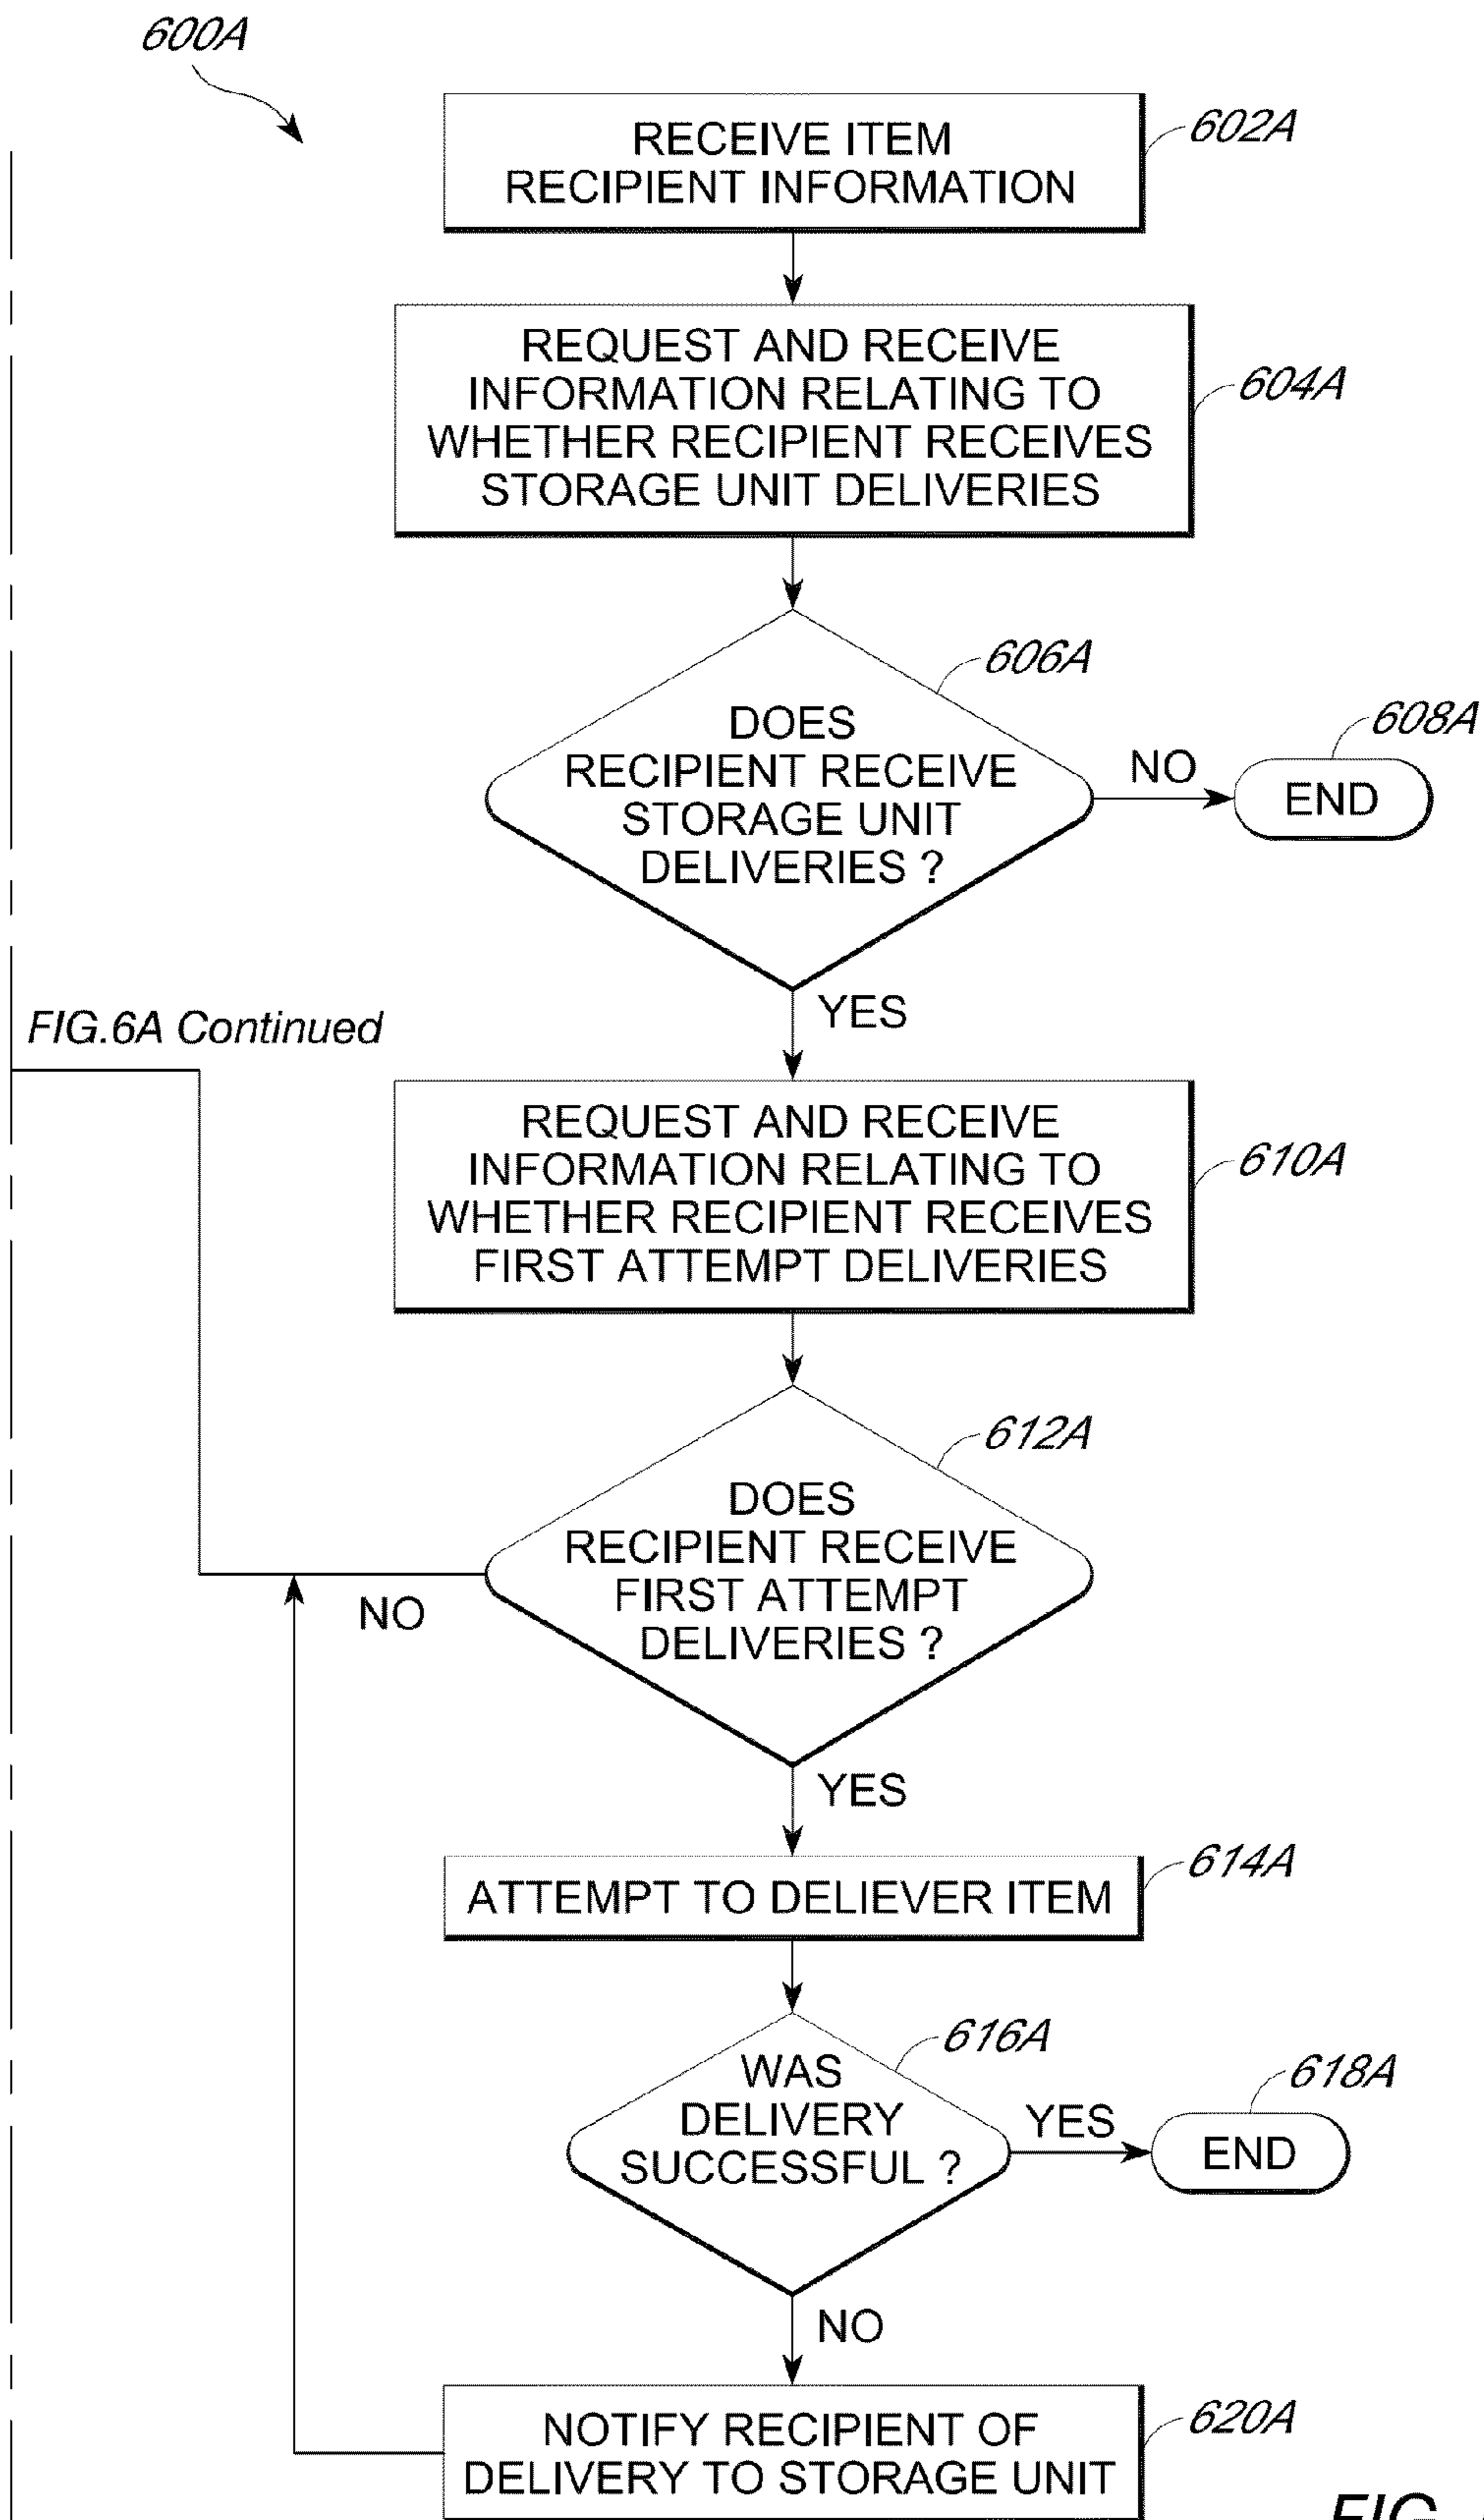 600A
RECEIVE ITEM
RECIPIENT INFORMATION
602A
REQUEST AND RECEIVE
INFORMATION RELATING TO
WHETHER RECIPIENT RECEIVES
STORAGE UNIT DELIVERIES
604A
606A
DOES
RECIPIENT RECEIVE
STORAGE UNIT
DELIVERIES ?
NO
608A
END
YES
FIG.6A Continued
REQUEST AND RECEIVE
INFORMATION RELATING TO
WHETHER RECIPIENT RECEIVES
FIRST ATTEMPT DELIVERIES
610A
612A
DOES
RECIPIENT RECEIVE
FIRST ATTEMPT
DELIVERIES ?
NO
YES
ATTEMPT TO DELIEVER ITEM
614A
616A
WAS
DELIVERY
SUCCESSFUL ?
YES
618A
END
NO
NOTIFY RECIPIENT OF
DELIVERY TO STORAGE UNIT
620A
FIG